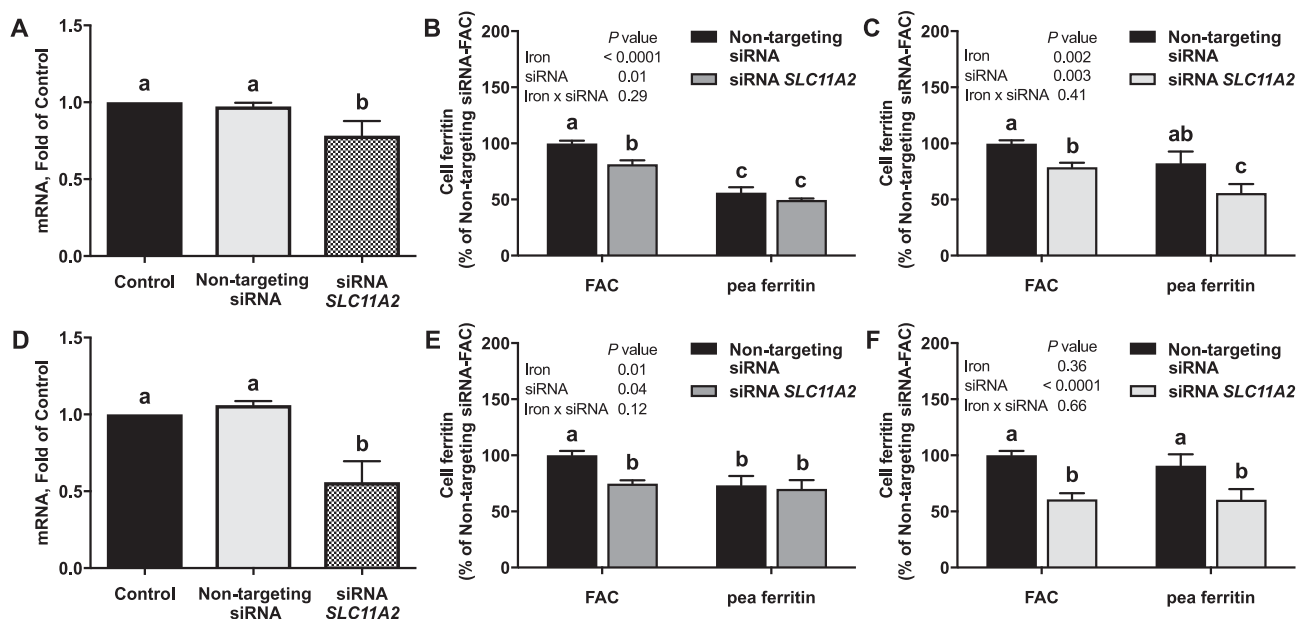 A
mRNA, Fold of Control
1.5
1.0
0.5
0.0
a
a
b
Control
Non-targeting
siRNA
siRNA
SLC11A2
B
Cell ferritin
(% of Non-targeting siRNA-FAC)
200
150
100
50
0
P value
Iron < 0.0001
siRNA 0.01
Iron x siRNA 0.29
Non-targeting
siRNA
siRNA SLC11A2
a
b
c
c
FAC
pea ferritin
C
Cell ferritin
(% of Non-targeting siRNA-FAC)
200
150
100
50
0
P value
Iron 0.002
siRNA 0.003
Iron x siRNA 0.41
Non-targeting
siRNA
siRNA SLC11A2
a
b
ab
c
FAC
pea ferritin
D
mRNA, Fold of Control
1.5
1.0
0.5
0.0
a
a
b
Control
Non-targeting
siRNA
siRNA
SLC11A2
E
Cell ferritin
(% of Non-targeting siRNA-FAC)
200
150
100
50
0
P value
Iron 0.01
siRNA 0.04
Iron x siRNA 0.12
Non-targeting
siRNA
siRNA SLC11A2
a
b
b
b
FAC
pea ferritin
F
Cell ferritin
(% of Non-targeting siRNA-FAC)
200
150
100
50
0
P value
Iron 0.36
siRNA < 0.0001
Iron x siRNA 0.66
Non-targeting
siRNA
siRNA SLC11A2
a
b
a
b
FAC
pea ferritin